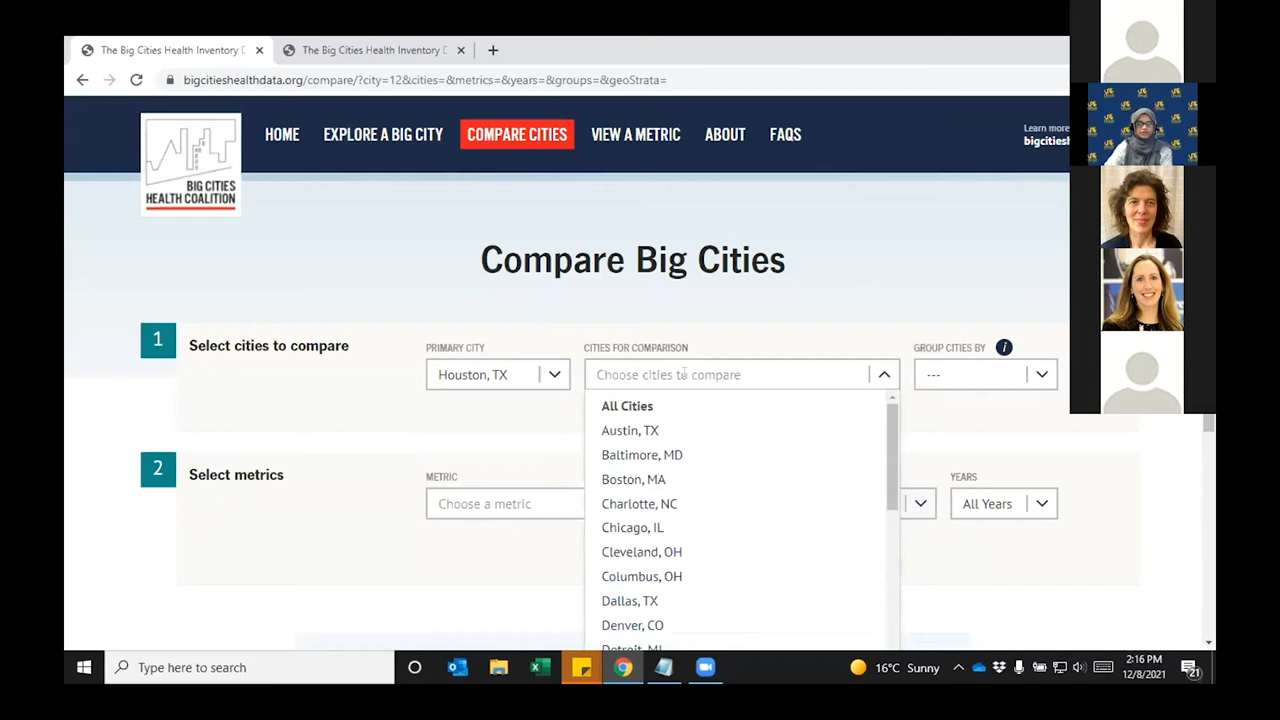 The Big Cities Health Inventory D
The Big Cities Health Inventory D
bigcitieshealthdata.org/compare/?city=12&cities=&metrics=&years=&groups=&geoStrata=
BIG CITIES
HEALTH COALITION
HOME
EXPLORE A BIG CITY
COMPARE CITIES
VIEW A METRIC
ABOUT
FAQS
Learn more
bigcitiesh
Compare Big Cities
1
Select cities to compare
PRIMARY CITY
Houston, TX
CITIES FOR COMPARISON
Choose cities to compare
GROUP CITIES BY
i
---
All Cities
Austin, TX
Baltimore, MD
Boston, MA
Charlotte, NC
Chicago, IL
Cleveland, OH
Columbus, OH
Dallas, TX
Denver, CO
Detroit, MI
2
Select metrics
METRIC
Choose a metric
YEARS
All Years
Type here to search
16°C Sunny
2:16 PM
12/8/2021
21